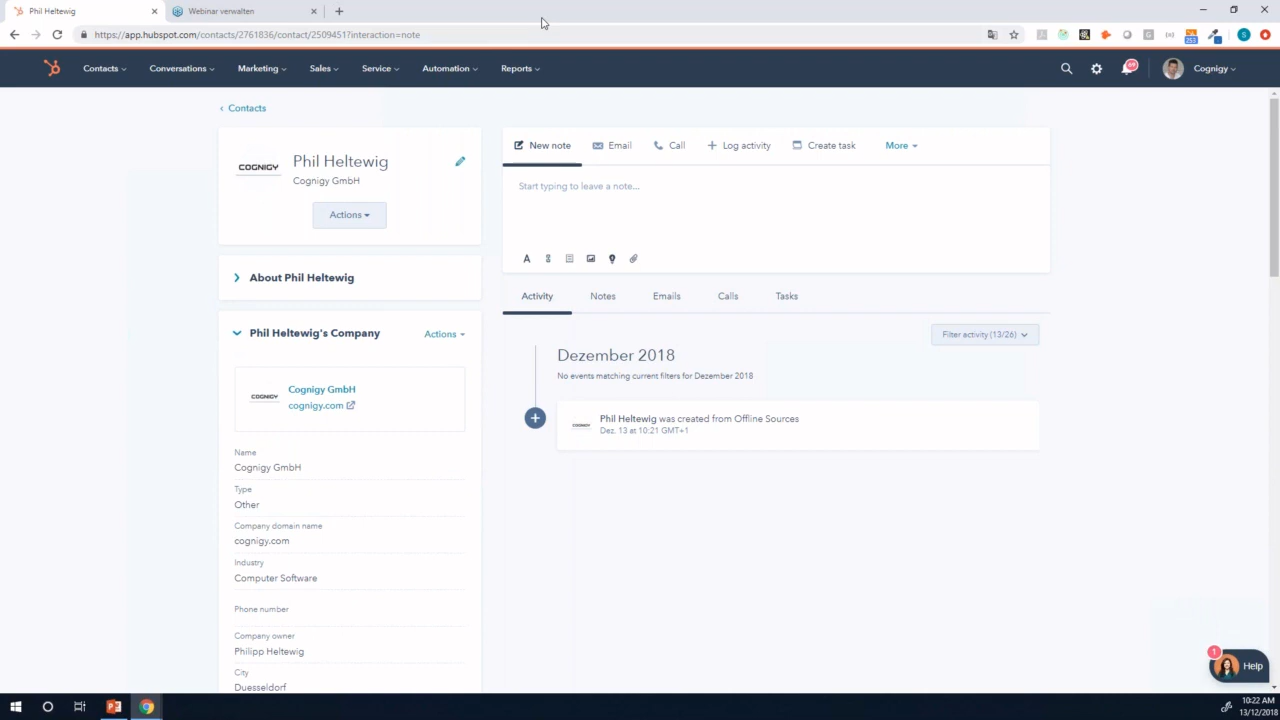 Phil Heltewig
Webinar verwalten
https://app.hubspot.com/contacts/2761836/contact/2509451?interaction=note
Contacts
Conversations
Marketing
Sales
Service
Automation
Reports
Cognigy
Contacts
COGNIGY
Phil Heltewig
Cognigy GmbH
Actions
About Phil Heltewig
Phil Heltewig's Company
Actions
COGNIGY
Cognigy GmbH
cognigy.com
Name
Cognigy GmbH
Type
Other
Company domain name
cognigy.com
Industry
Computer Software
Phone number
Company owner
Philipp Heltewig
City
Duesseldorf
New note
Email
Call
Log activity
Create task
More
Start typing to leave a note...
Activity
Notes
Emails
Calls
Tasks
Filter activity (13/26)
Dezember 2018
No events matching current filters for Dezember 2018
COGNIGY
Phil Heltewig was created from Offline Sources
Dez. 13 at 10:21 GMT+1
1
Help
10:22 AM
13/12/2018